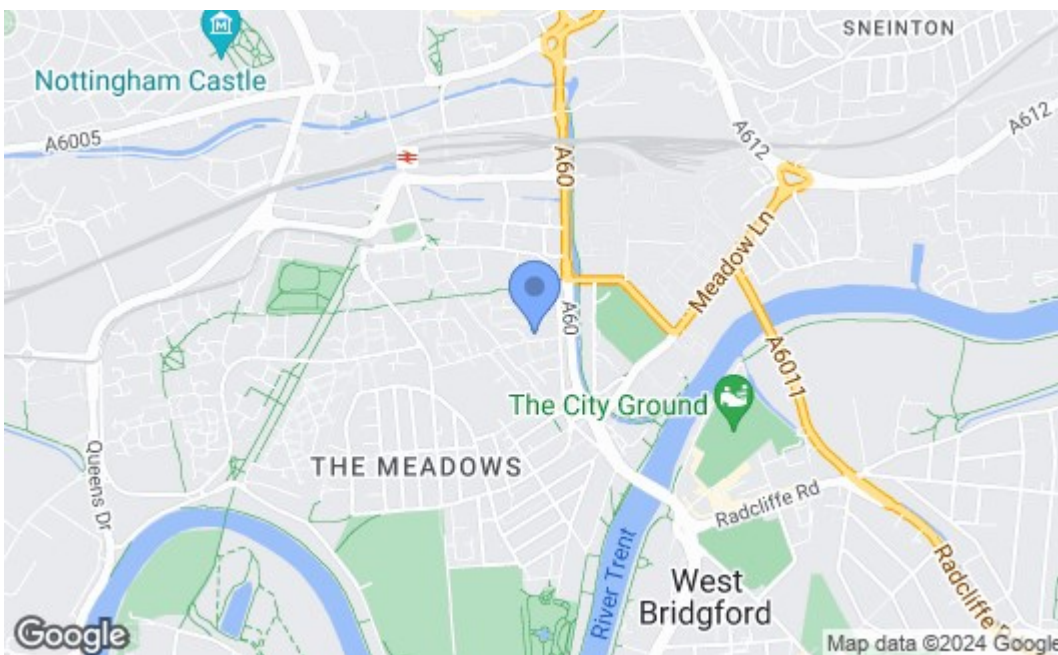 SNEINTON
Nottingham Castle
A6005
A612
A612
A60
Meadow Ln
A60
A6011
The City Ground
THE MEADOWS
Queens Dr
Radcliffe Rd
River Trent
West
Bridgford
Google
Map data ©2024 Google